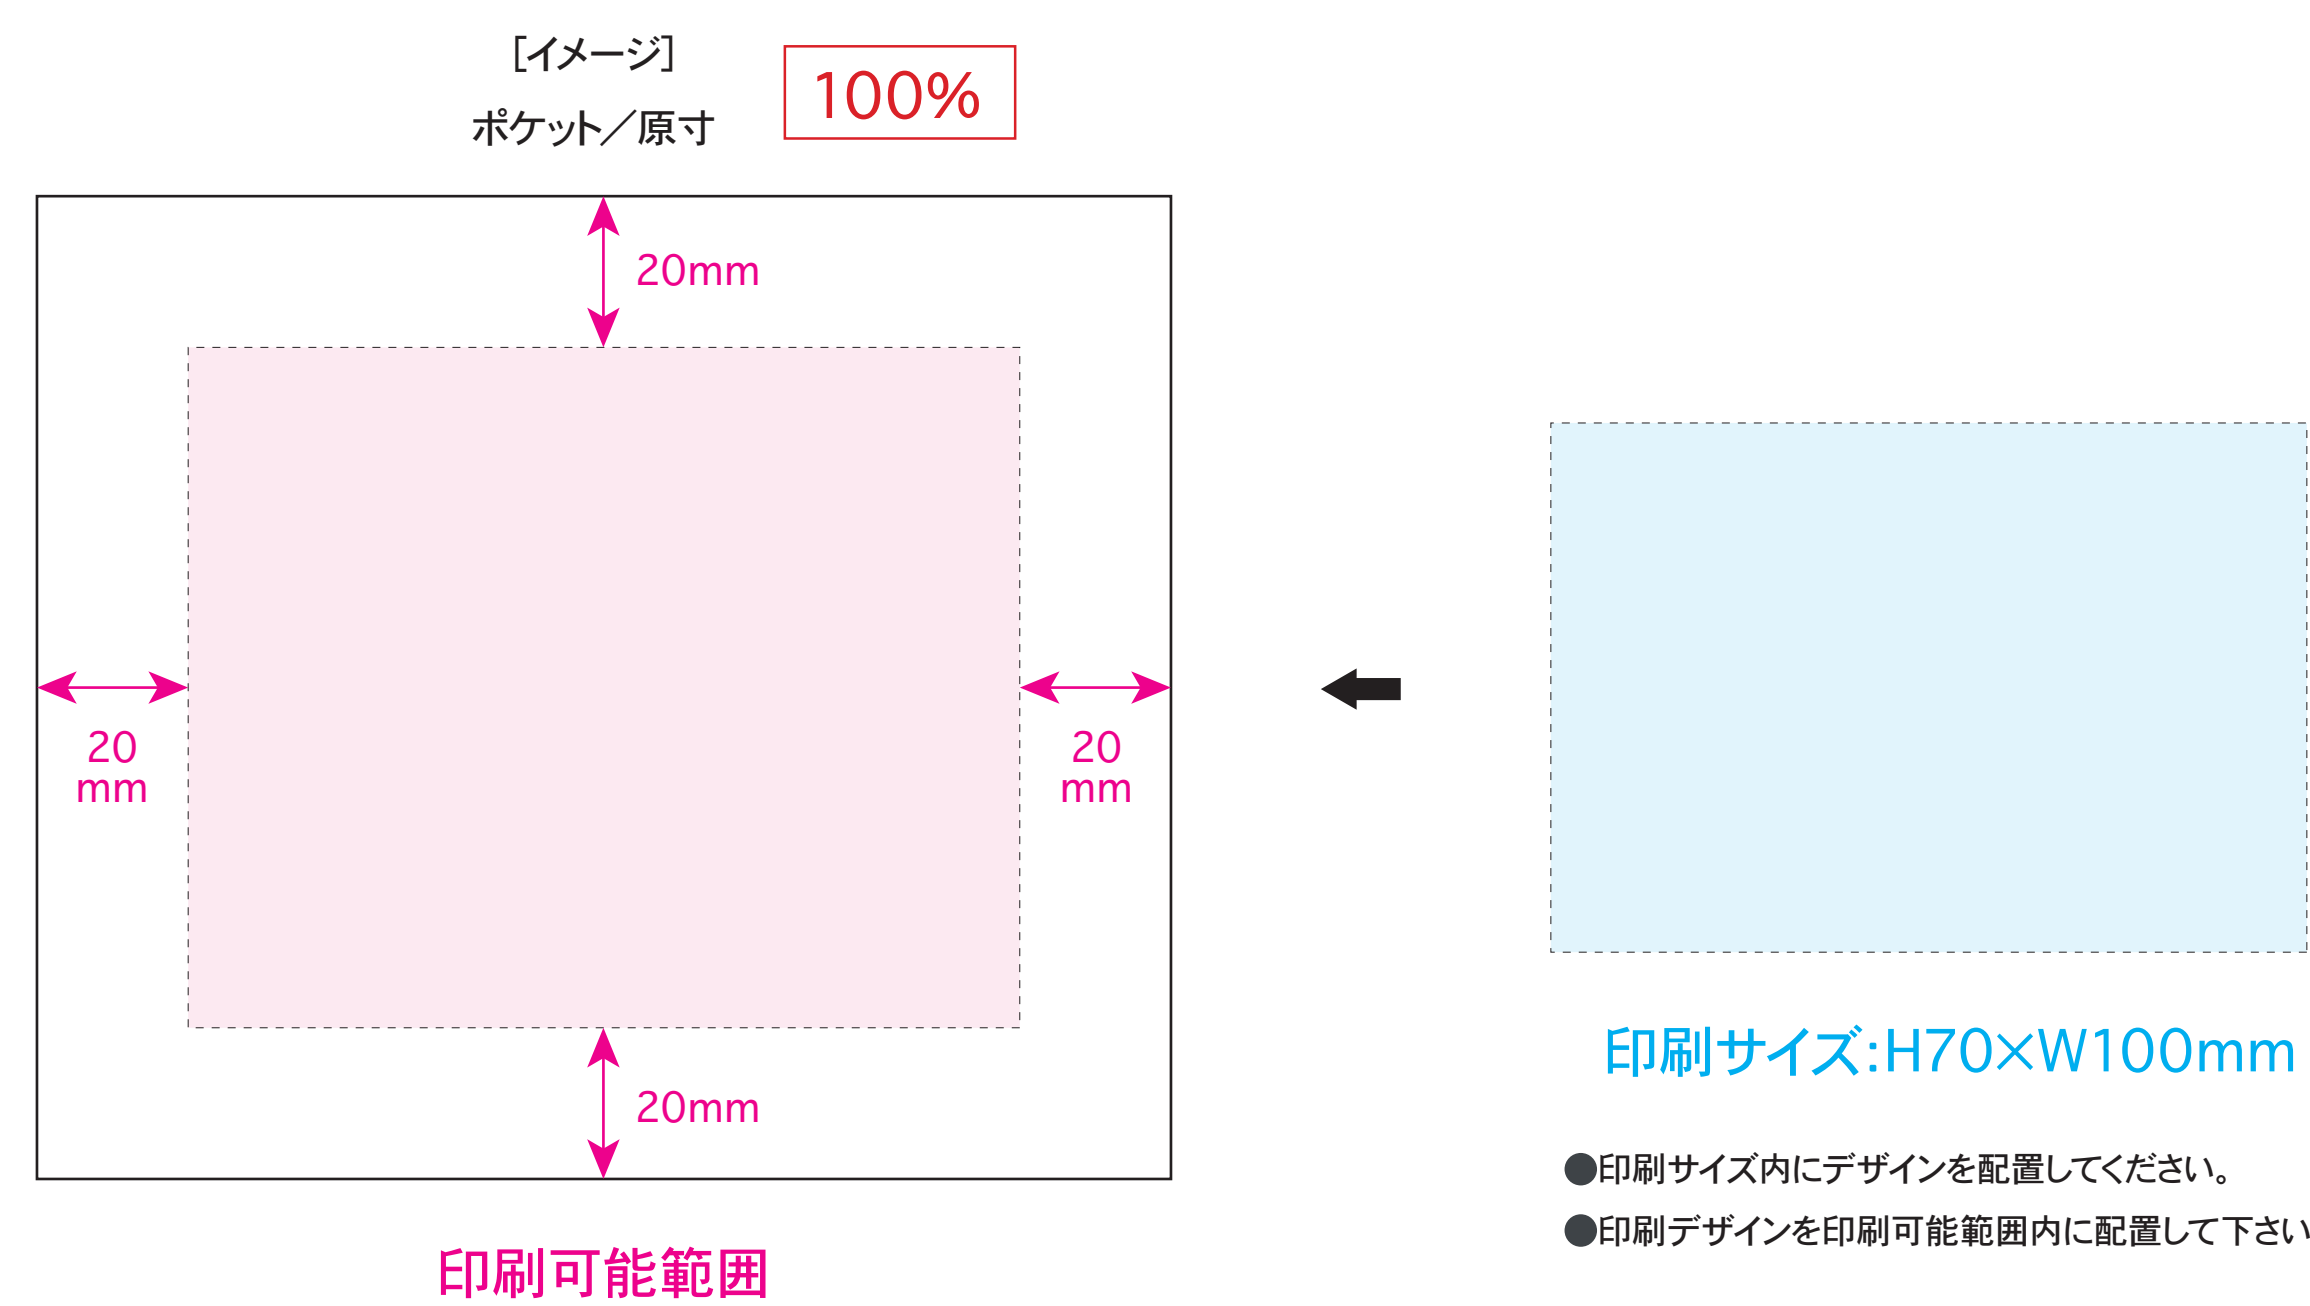 ［イメージ］
ポケット／原寸
100%
20mm
20
mm
20
mm
20mm
印刷可能範囲
印刷サイズ:H70×W100mm
●印刷サイズ内にデザインを配置してください。
●印刷デザインを印刷可能範囲内に配置して下さい